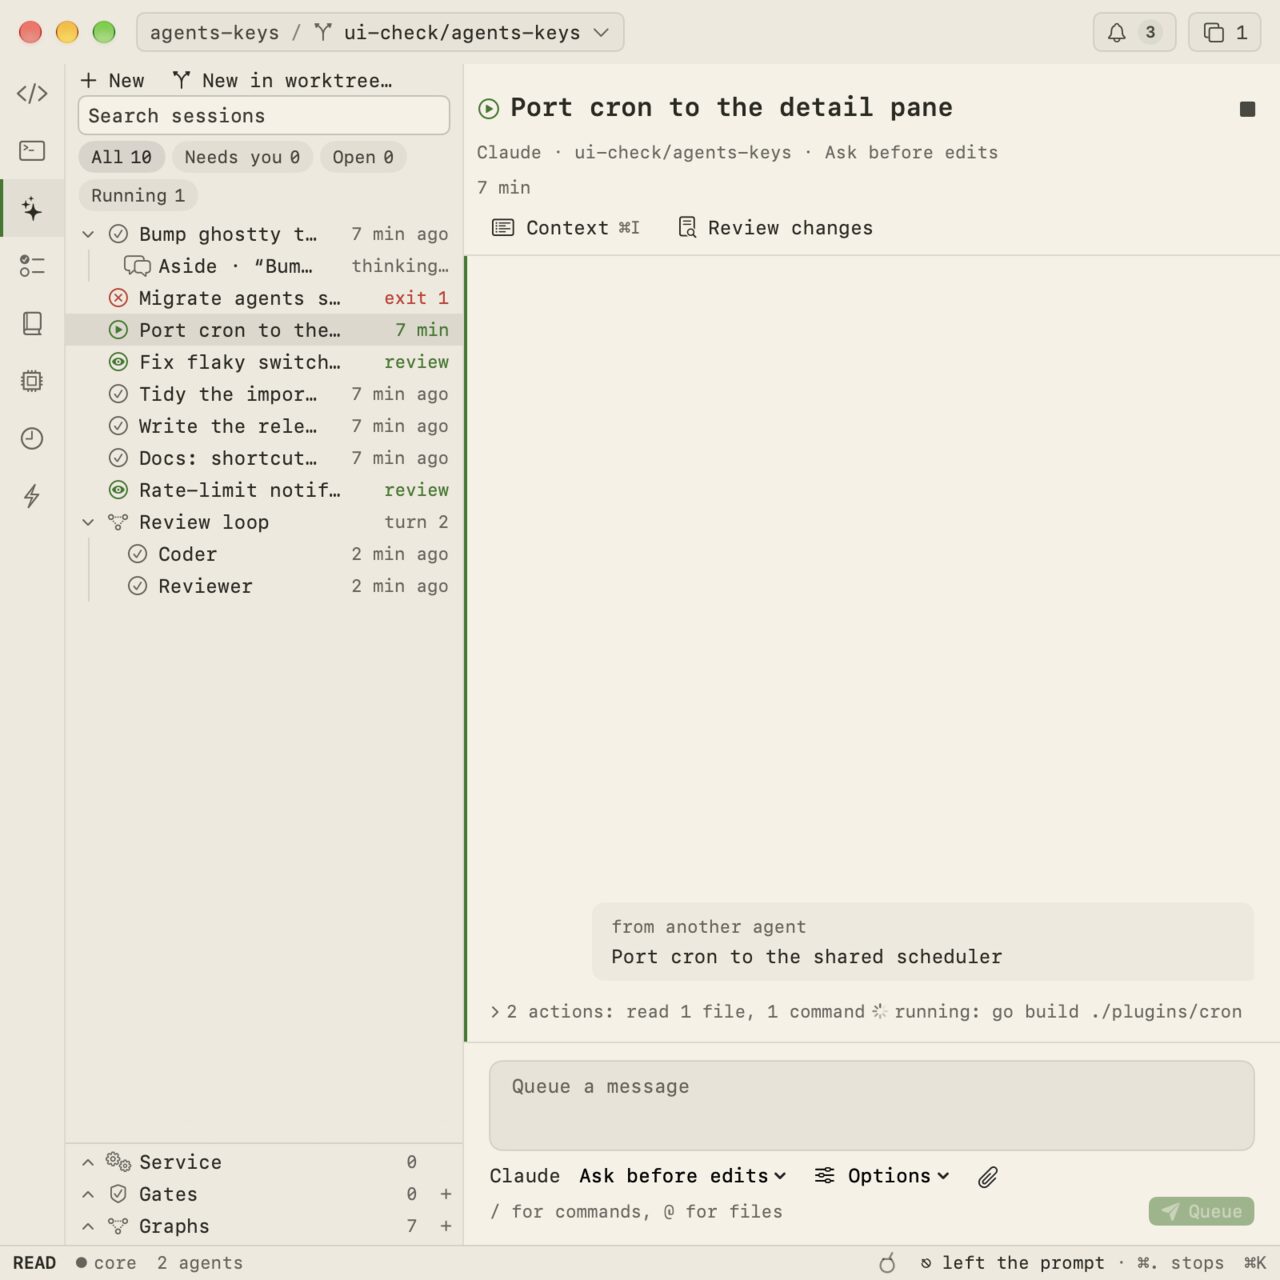 agents-keys / ui-check/agents-keys
3
1
+ New New in worktree…
Search sessions
All 10 Needs you 0 Open 0
Running 1
Bump ghostty t… 7 min ago
Aside · “Bum… thinking…
Migrate agents s… exit 1
Port cron to the… 7 min
Fix flaky switch… review
Tidy the impor… 7 min ago
Write the rele… 7 min ago
Docs: shortcut… 7 min ago
Rate-limit notif… review
Review loop turn 2
Coder 2 min ago
Reviewer 2 min ago
Service 0
Gates 0 +
Graphs 7 +
Port cron to the detail pane
Claude · ui-check/agents-keys · Ask before edits
7 min
Context ⌘I Review changes
from another agent
Port cron to the shared scheduler
2 actions: read 1 file, 1 command running: go build ./plugins/cron
Queue a message
Claude Ask before edits Options
/ for commands, @ for files
Queue
READ core 2 agents
⎋ left the prompt · ⌘. stops ⌘K